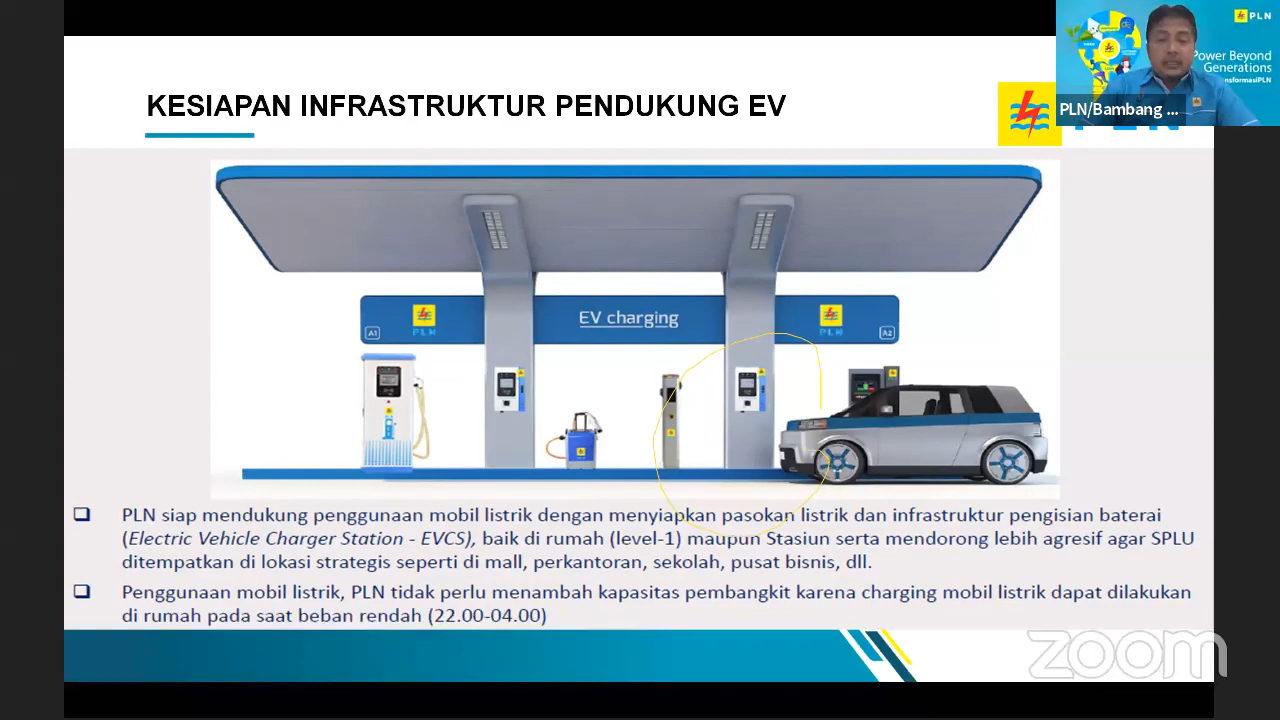 PLN
Power Beyond
Generations
PLN/Bambang ...
KESIAPAN INFRASTRUKTUR PENDUKUNG EV
EV charging
PLN
PLN
A1
A2
PLN siap mendukung penggunaan mobil listrik dengan menyiapkan pasokan listrik dan infrastruktur pengisian baterai
(Electric Vehicle Charger Station - EVCS), baik di rumah (level-1) maupun Stasiun serta mendorong lebih agresif agar SPLU
ditempatkan di lokasi strategis seperti di mall, perkantoran, sekolah, pusat bisnis, dll.
Penggunaan mobil listrik, PLN tidak perlu menambah kapasitas pembangkit karena charging mobil listrik dapat dilakukan
di rumah pada saat beban rendah (22.00-04.00)
zoom